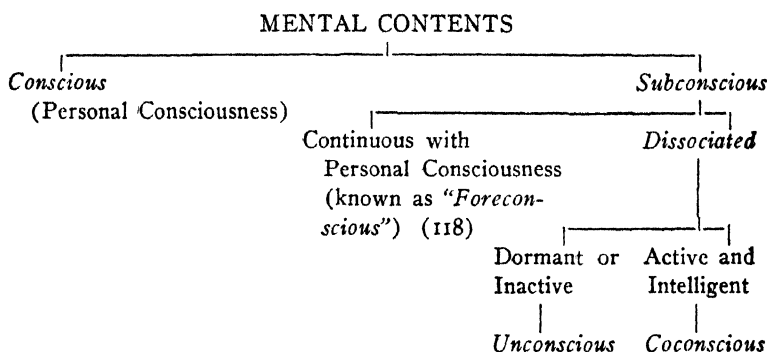 MENTAL CONTENTS
Conscious Subconscious
(Personal Consciousness)
Continuous with Dissociated
Personal Consciousness
(known as "Forecon-
scious") (118)
Dormant or Active and
Inactive Intelligent
Unconscious Coconscious